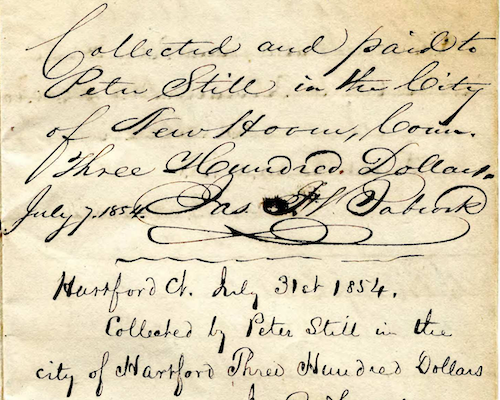 Collected and paid to
Peter Still in the City
of New Haven, Conn.
Three Hundred Dollars.
July 7. 1854. Jas. F. Babcock
Hartford Ct. July 31st 1854.
Collected by Peter Still in the
city of Hartford Three Hundred Dollars